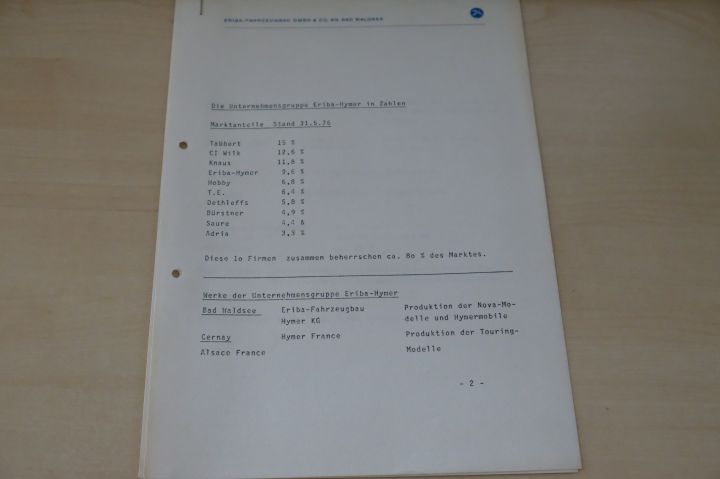 ERIBA-FAHRZEUGBAU GMBH & CO. KG BAD WALDSEE
Die Unternehmensgruppe Eriba-Hymer in Zahlen
Marktanteile Stand 31.5.76
Tabbert 15 %
CI Wilk 12,6 %
Knaus 11,8 %
Eriba-Hymer 9,6 %
Hobby 6,8 %
T.E. 6,4 %
Dethleffs 5,8 %
Bürstner 4,9 %
Saure 4,4 &
Adria 3,3 %
Diese lo Firmen zusammen beherrschen ca. 8o % des Marktes.
Werke der Unternehmensgruppe Eriba-Hymer
Bad Waldsee Eriba-Fahrzeugbau Produktion der Nova-Mo-
Hymer KG delle und Hymermobile
Cernay Hymer France Produktion der Touring-
Alsace France Modelle
- 2 -